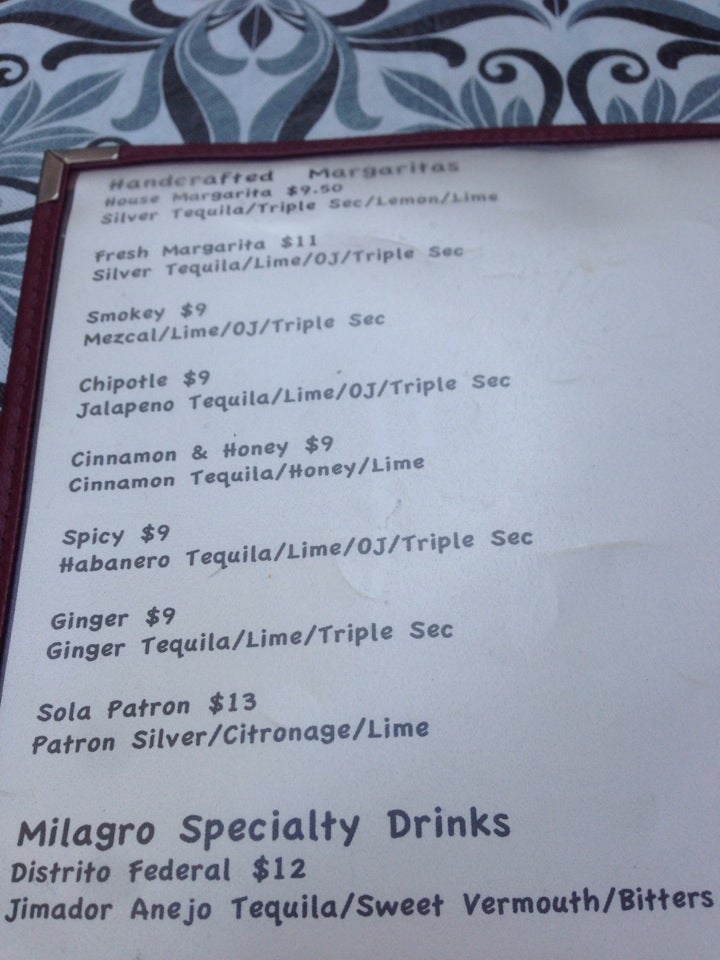 Handcrafted Margaritas
House Margarita $9.50
Silver Tequila/Triple Sec/Lemon/Lime
Fresh Margarita $11
Silver Tequila/Lime/OJ/Triple Sec
Smokey $9
Mezcal/Lime/OJ/Triple Sec
Chipotle $9
Jalapeno Tequila/Lime/OJ/Triple Sec
Cinnamon & Honey $9
Cinnamon Tequila/Honey/Lime
Spicy $9
Habanero Tequila/Lime/OJ/Triple Sec
Ginger $9
Ginger Tequila/Lime/Triple Sec
Sola Patron $13
Patron Silver/Citronage/Lime
Milagro Specialty Drinks
Distrito Federal $12
Jimador Anejo Tequila/Sweet Vermouth/Bitters